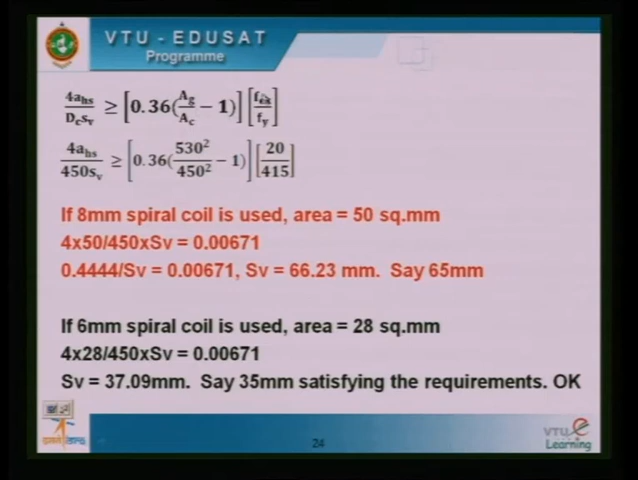 VTU - EDUSAT
Programme
4a_hs / D_c s_v ≥ [0.36(A_g / A_c − 1)] [f_ck / f_y]
4a_hs / 450s_v ≥ [0.36(530² / 450² − 1)] [20 / 415]
If 8mm spiral coil is used, area = 50 sq.mm
4x50/450xSv = 0.00671
0.4444/Sv = 0.00671, Sv = 66.23 mm. Say 65mm
If 6mm spiral coil is used, area = 28 sq.mm
4x28/450xSv = 0.00671
Sv = 37.09mm. Say 35mm satisfying the requirements. OK
24
VTU e
Learning